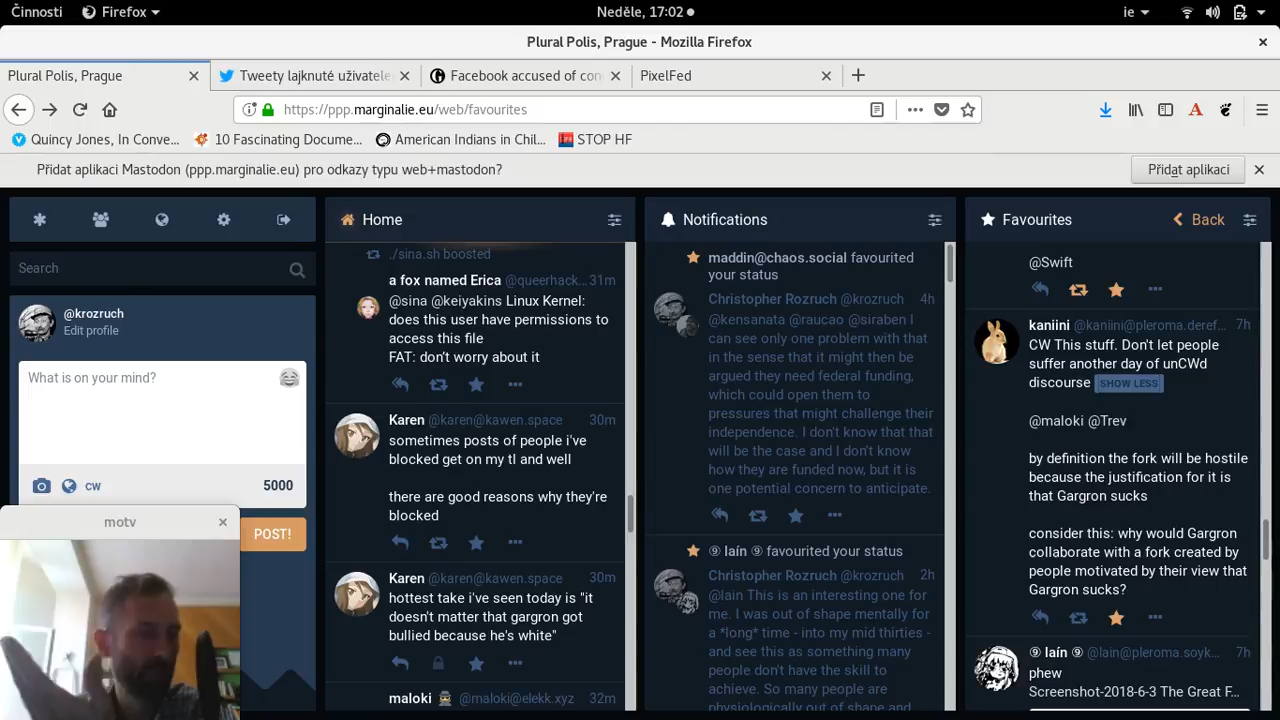 Činnosti
Firefox
Neděle, 17:02
ie
Plural Polis, Prague - Mozilla Firefox
Plural Polis, Prague
Tweety lajknuté uživatele
Facebook accused of con
PixelFed
https://ppp.marginalie.eu/web/favourites
Quincy Jones, In Conve...
10 Fascinating Docume...
American Indians in Chil...
STOP HF
Přidat aplikaci Mastodon (ppp.marginalie.eu) pro odkazy typu web+mastodon?
Přidat aplikaci
Search
@krozruch
Edit profile
What is on your mind?
CW
5000
POST!
motv
Home
./sina.sh boosted
a fox named Erica @queerhack... 31m
@sina @keiyakins Linux Kernel:
does this user have permissions to
access this file
FAT: don't worry about it
Karen @karen@kawen.space 30m
sometimes posts of people i've
blocked get on my tl and well
there are good reasons why they're
blocked
Karen @karen@kawen.space 30m
hottest take i've seen today is "it
doesn't matter that gargron got
bullied because he's white"
maloki @maloki@elekk.xyz 32m
Notifications
maddin@chaos.social favourited
your status
Christopher Rozruch @krozruch 4h
@kensanata @raucao @siraben I
can see only one problem with that
in the sense that it might then be
argued they need federal funding,
which could open them to
pressures that might challenge their
independence. I don't know that that
will be the case and I don't know
how they are funded now, but it is
one potential concern to anticipate.
⑨ laín ⑨ favourited your status
Christopher Rozruch @krozruch 2h
@lain This is an interesting one for
me. I was out of shape mentally for
a *long* time - into my mid thirties -
and see this as something many
people don't have the skill to
achieve. So many people are
physiologically out of shape and
Favourites
Back
@Swift
kaniini @kaniini@pleroma.deref... 7h
CW This stuff. Don't let people
suffer another day of unCWd
discourse SHOW LESS
@maloki @Trev
by definition the fork will be hostile
because the justification for it is
that Gargron sucks
consider this: why would Gargron
collaborate with a fork created by
people motivated by their view that
Gargron sucks?
⑨ laín ⑨ @lain@pleroma.soyk... 7h
phew
Screenshot-2018-6-3 The Great F...